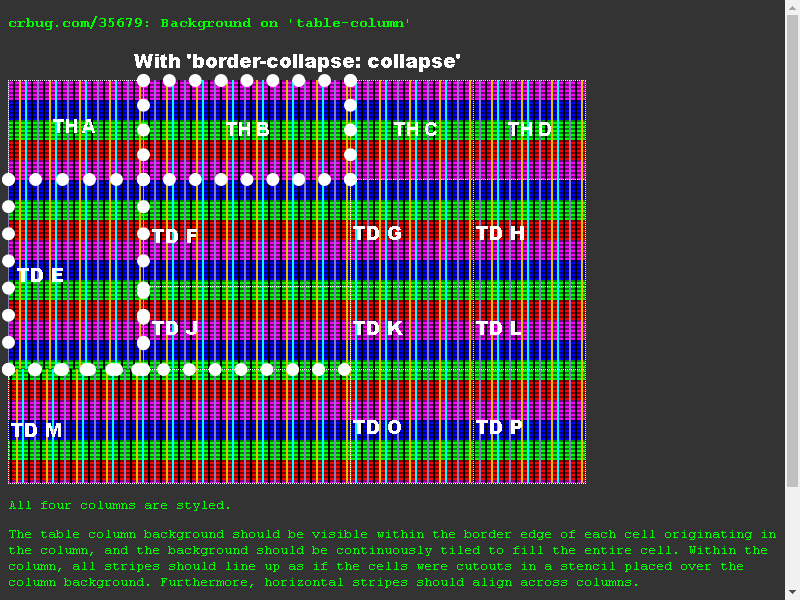 crbug.com/35679: Background on 'table-column'
With 'border-collapse: collapse'
TH A TH B TH C TH D
TD F TD G TD H
TD E
TD J TD K TD L
TD M TD O TD P
All four columns are styled.
The table column background should be visible within the border edge of each cell originating in
the column, and the background should be continuously tiled to fill the entire cell. Within the
column, all stripes should line up as if the cells were cutouts in a stencil placed over the
column background. Furthermore, horizontal stripes should align across columns.